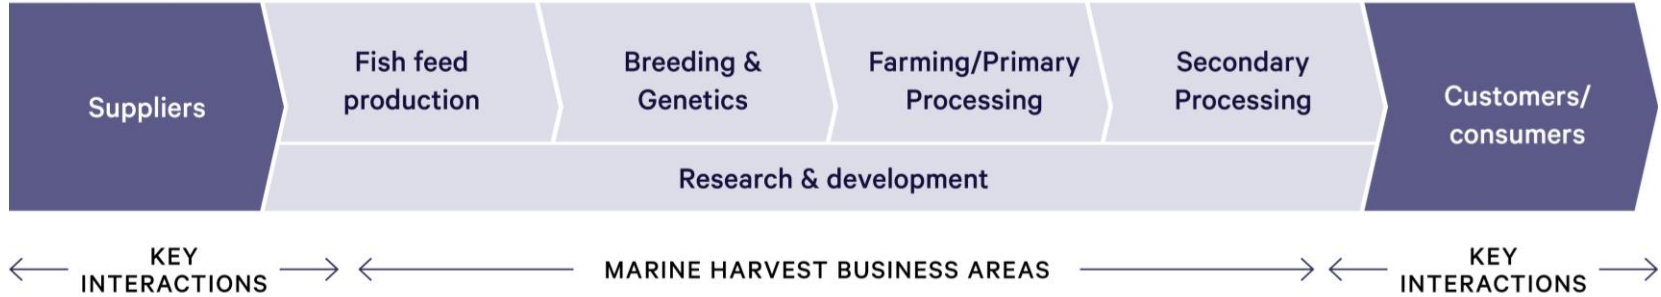 Suppliers
Fish feed
production
Breeding &
Genetics
Farming/Primary
Processing
Secondary
Processing
Customers/
consumers
Research & development
KEY
INTERACTIONS
MARINE HARVEST BUSINESS AREAS
KEY
INTERACTIONS